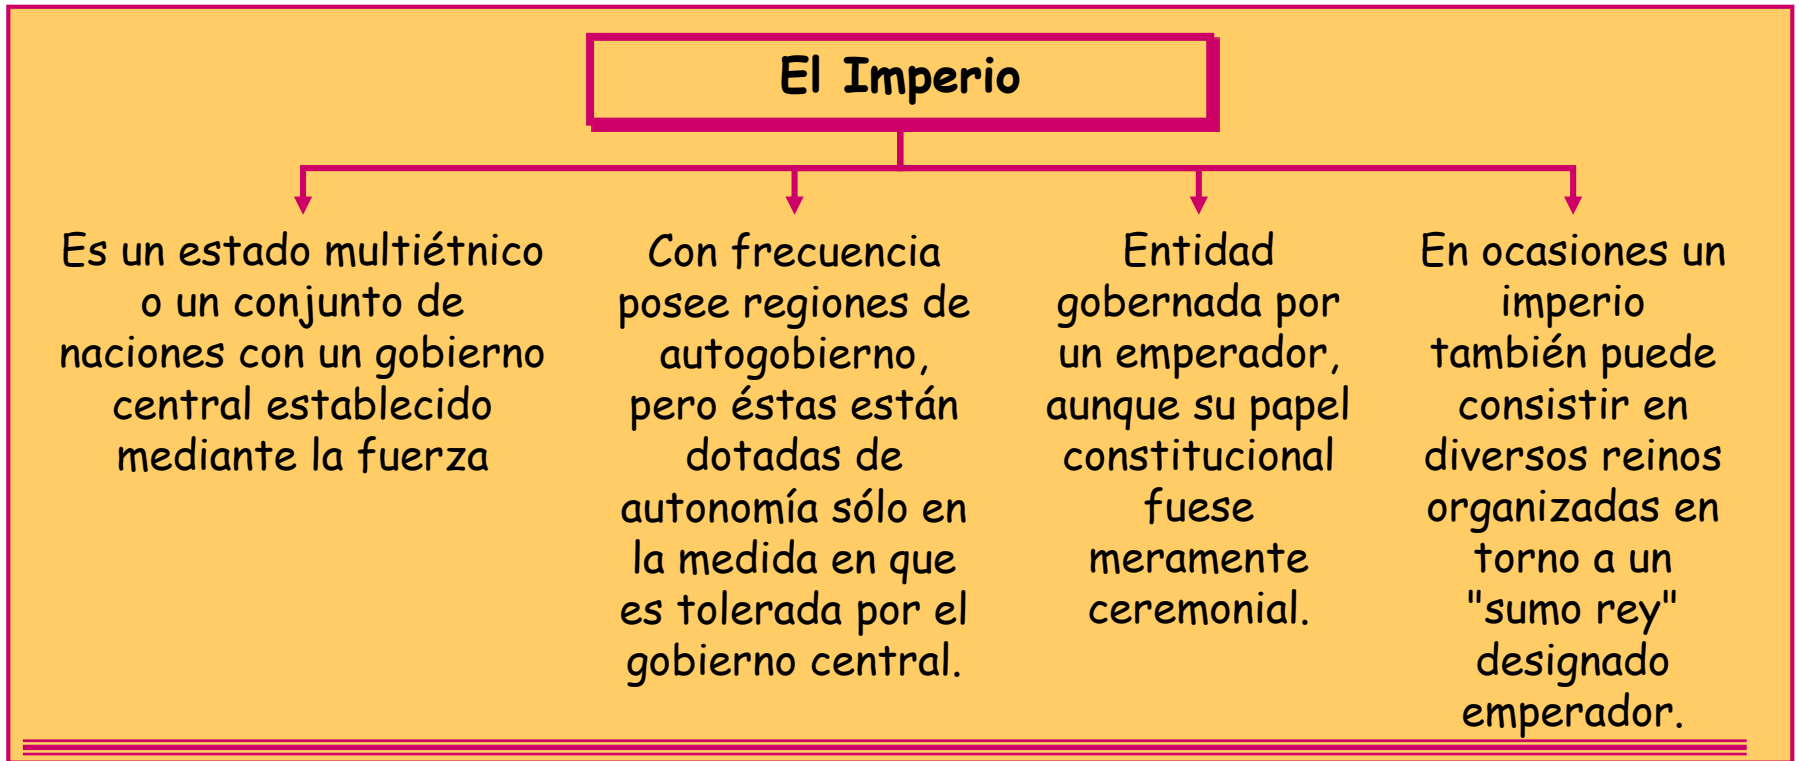 El Imperio
Es un estado multiétnico
o un conjunto de
naciones con un gobierno
central establecido
mediante la fuerza
Con frecuencia
posee regiones de
autogobierno,
pero éstas están
dotadas de
autonomía sólo en
la medida en que
es tolerada por el
gobierno central.
Entidad
gobernada por
un emperador,
aunque su papel
constitucional
fuese
meramente
ceremonial.
En ocasiones un
imperio
también puede
consistir en
diversos reinos
organizadas en
torno a un
"sumo rey"
designado
emperador.